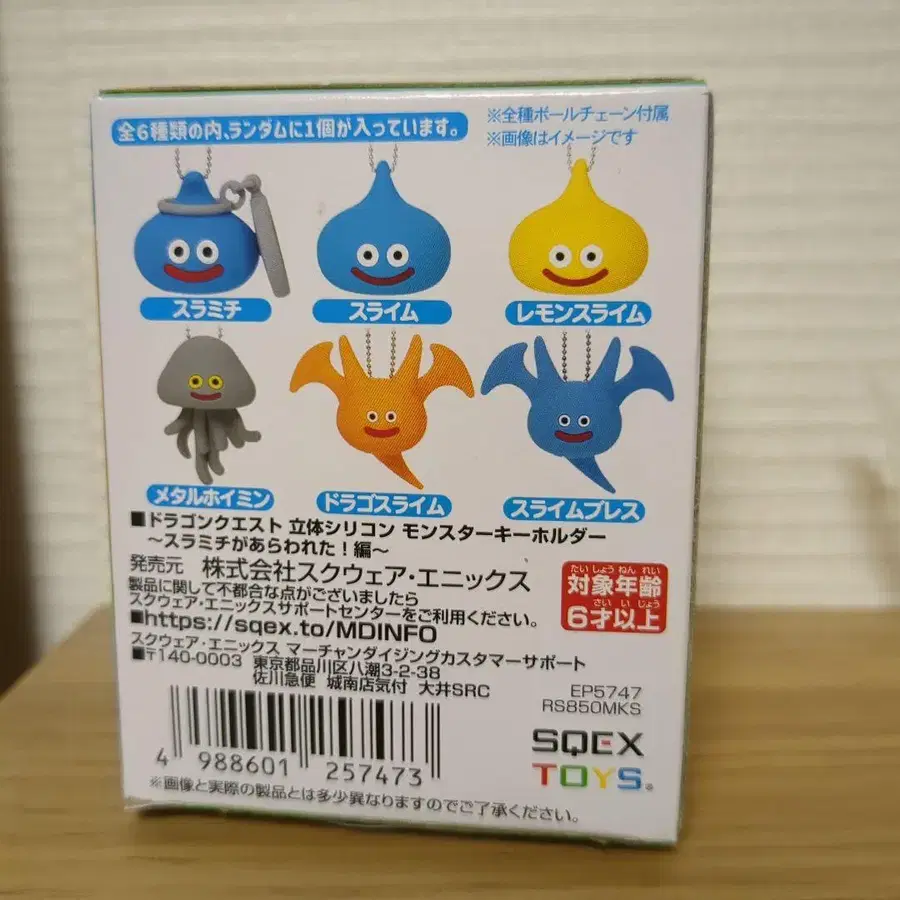 全6種類の内、ランダムに1個が入っています。
※全種ボールチェーン付属
※画像はイメージです
スラミチ
スライム
レモンスライム
メタルホイミン
ドラゴスライム
スライムブレス
■ドラゴンクエスト 立体シリコン モンスターキーホルダー
〜スラミチがあらわれた！編〜
発売元 株式会社スクウェア・エニックス
製品に関して不都合な点がございましたら
スクウェア・エニックスサポートセンターをご利用ください。
■https://sqex.to/MDINFO
スクウェア・エニックス マーチャンダイジングカスタマーサポート
■〒140-0003 東京都品川区八潮3-2-38
佐川急便 城南店気付 大井SRC
たいしょうねんれい
対象年齢
さいいじょう
6才以上
EP5747
RS850MKS
SQEX
TOYS®
4 988601 257473
※画像と実際の製品とは多少異なりますのでご了承ください。